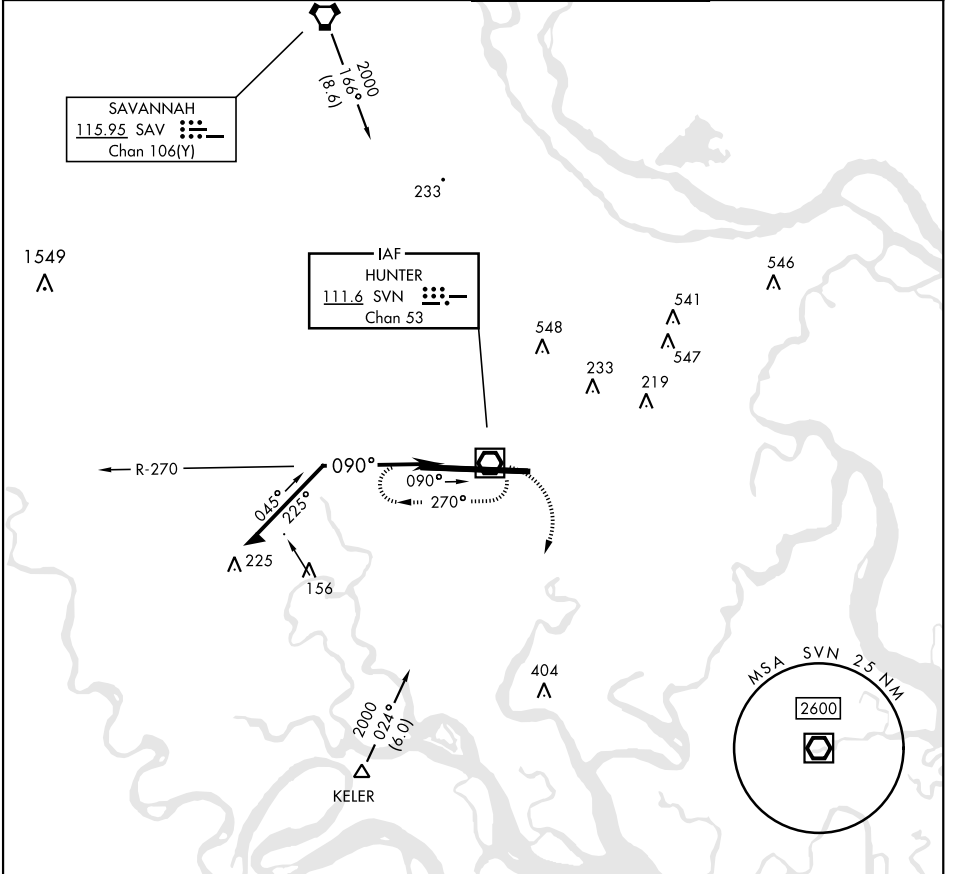 2000
166°
(8.6)
SAVANNAH
115.95 SAV
Chan 106(Y)
233
1549
IAF
HUNTER
111.6 SVN
Chan 53
546
541
548
547
233
219
R-270
090°
090°
270°
045°
225°
225
156
404
MSA SVN 25 NM
2600
2000
024°
(6.0)
KELER